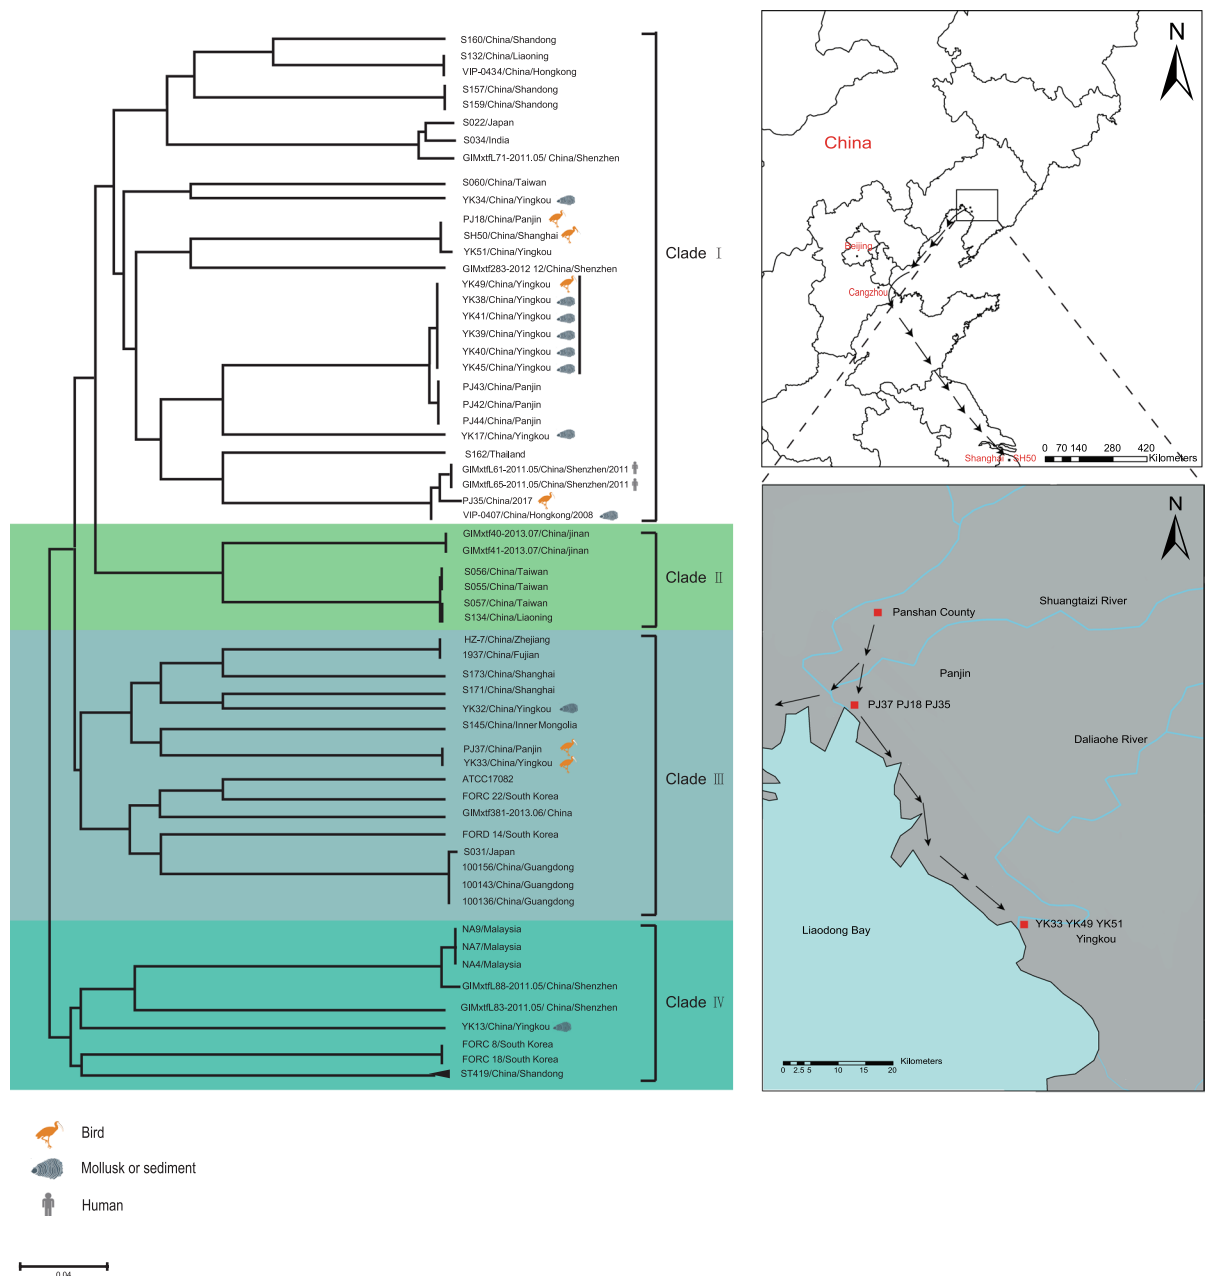 S160/China/Shandong
S132/China/Liaoning
VIP-0434/China/Hongkong
S157/China/Shandong
S159/China/Shandong
S022/Japan
S034/India
GIMxtfL71-2011.05/ China/Shenzhen
S060/China/Taiwan
YK34/China/Yingkou
PJ18/China/Panjin
SH50/China/Shanghai
YK51/China/Yingkou
GIMxtf283-2012 12/China/Shenzhen
YK49/China/Yingkou
YK38/China/Yingkou
YK41/China/Yingkou
YK39/China/Yingkou
YK40/China/Yingkou
YK45/China/Yingkou
PJ43/China/Panjin
PJ42/China/Panjin
PJ44/China/Panjin
YK17/China/Yingkou
S162/Thailand
GIMxtfL61-2011.05/China/Shenzhen/2011
GIMxtfL65-2011.05/China/Shenzhen/2011
PJ35/China/2017
VIP-0407/China/Hongkong/2008
Clade I
GIMxtf40-2013.07/China/jinan
GIMxtf41-2013.07/China/jinan
S056/China/Taiwan
S055/China/Taiwan
S057/China/Taiwan
S134/China/Liaoning
Clade II
HZ-7/China/Zhejiang
1937/China/Fujian
S173/China/Shanghai
S171/China/Shanghai
YK32/China/Yingkou
S145/China/Inner Mongolia
PJ37/China/Panjin
YK33/China/Yingkou
ATCC17082
FORC 22/South Korea
GIMxtf381-2013.06/China
FORD 14/South Korea
S031/Japan
100156/China/Guangdong
100143/China/Guangdong
100136/China/Guangdong
Clade III
NA9/Malaysia
NA7/Malaysia
NA4/Malaysia
GIMxtfL88-2011.05/China/Shenzhen
GIMxtfL83-2011.05/ China/Shenzhen
YK13/China/Yingkou
FORC 8/South Korea
FORC 18/South Korea
ST419/China/Shandong
Clade IV
Bird
Mollusk or sediment
Human
0.04
N
China
Beijing
Cangzhou
Shanghai SH50
0 70 140 280 420
Kilometers
N
Panshan County
Shuangtaizi River
Panjin
PJ37 PJ18 PJ35
Daliaohe River
Liaodong Bay
YK33 YK49 YK51
Yingkou
Kilometers
0 2.5 5 10 15 20